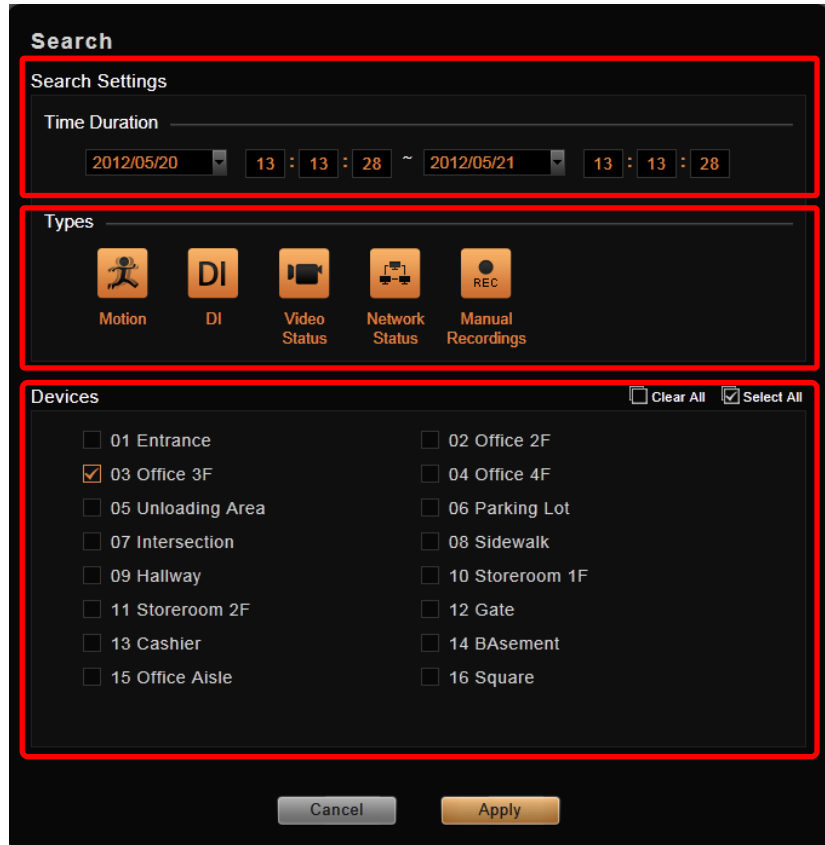 Search
Search Settings
Time Duration
2012/05/20 13 : 13 : 28 ~ 2012/05/21 13 : 13 : 28
Types
DI
REC
Motion DI Video Status Network Status Manual Recordings
Devices Clear All Select All
01 Entrance 02 Office 2F
03 Office 3F 04 Office 4F
05 Unloading Area 06 Parking Lot
07 Intersection 08 Sidewalk
09 Hallway 10 Storeroom 1F
11 Storeroom 2F 12 Gate
13 Cashier 14 BAsement
15 Office Aisle 16 Square
Cancel Apply